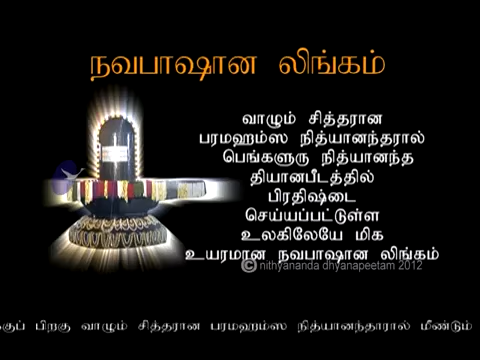 நவபாஷான லிங்கம்
வாழும் சித்தரான
பரமஹம்ஸ நித்யானந்தரால்
பெங்களுரு நித்யானந்த
தியானபீடத்தில்
பிரதிஷ்டை
செய்யப்பட்டுள்ள
உலகிலேயே மிக
உயரமான நவபாஷான லிங்கம்
© nithyananda dhyanapeetam 2012
பிறகு வாழும் சித்தரான பரமஹம்ஸ நித்யானந்தாரால் மீண்டும்